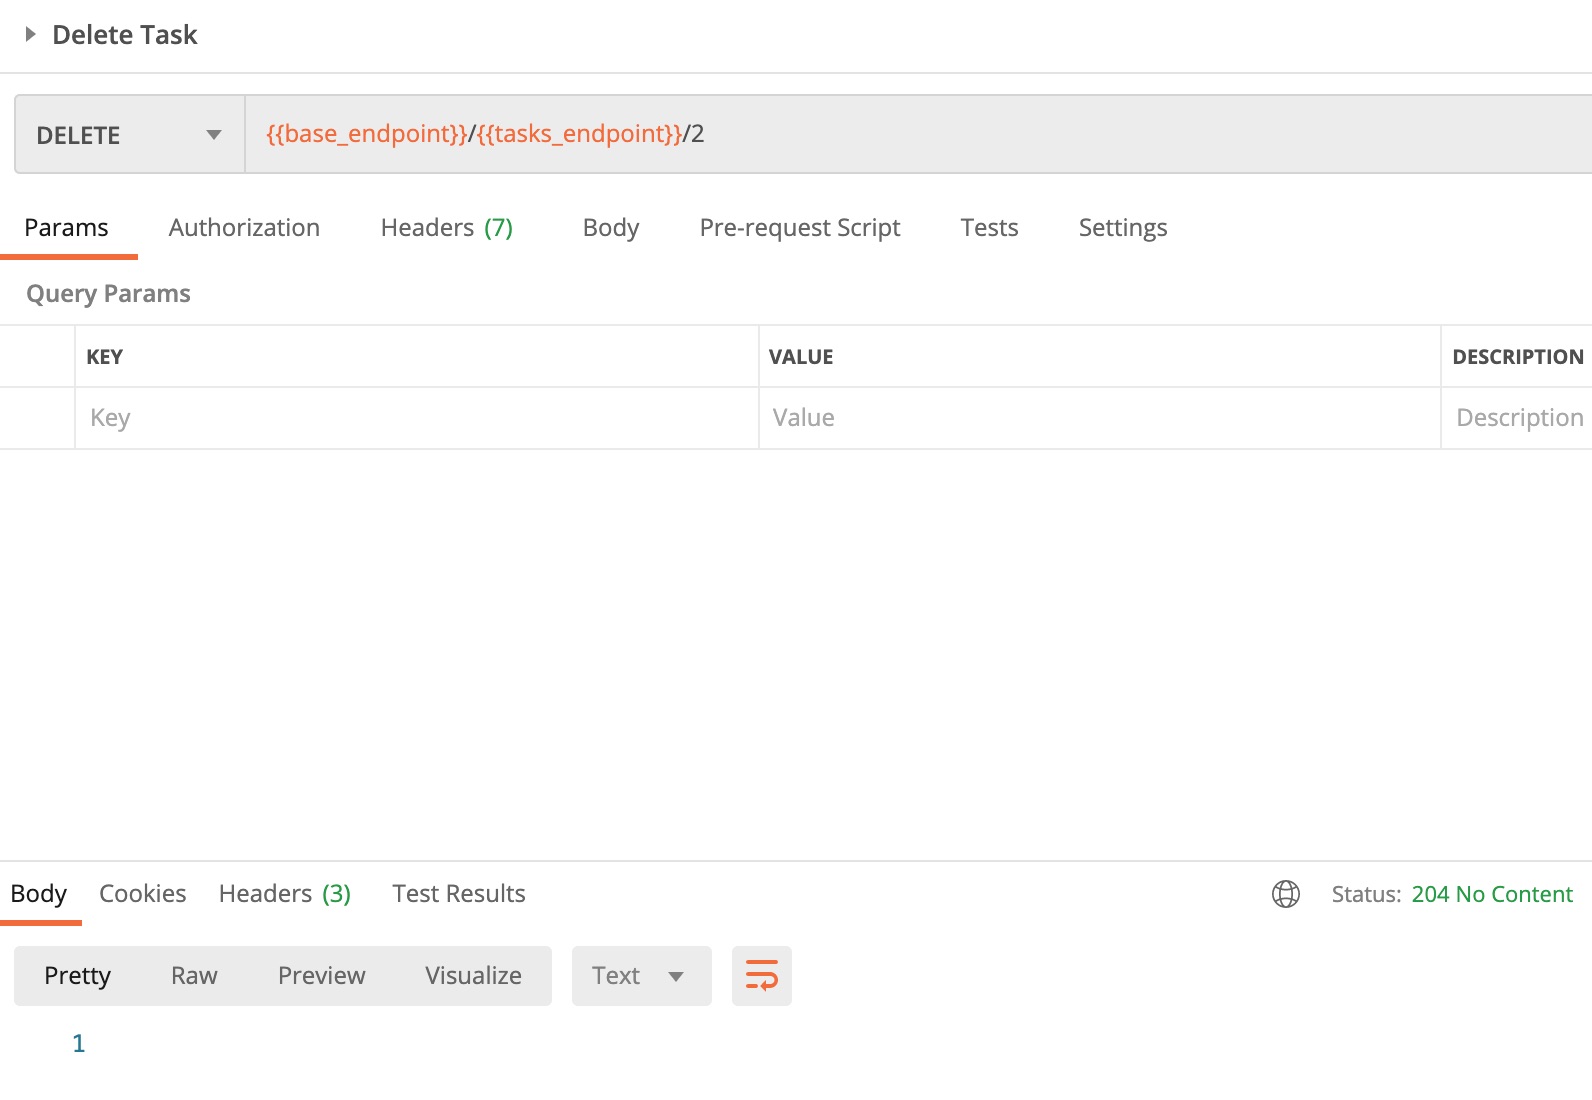 Delete Task
DELETE {{base_endpoint}}/{{tasks_endpoint}}/2
Params Authorization Headers (7) Body Pre-request Script Tests Settings
Query Params
KEY VALUE DESCRIPTION
Key Value Description
Body Cookies Headers (3) Test Results Status: 204 No Content
Pretty Raw Preview Visualize Text
1